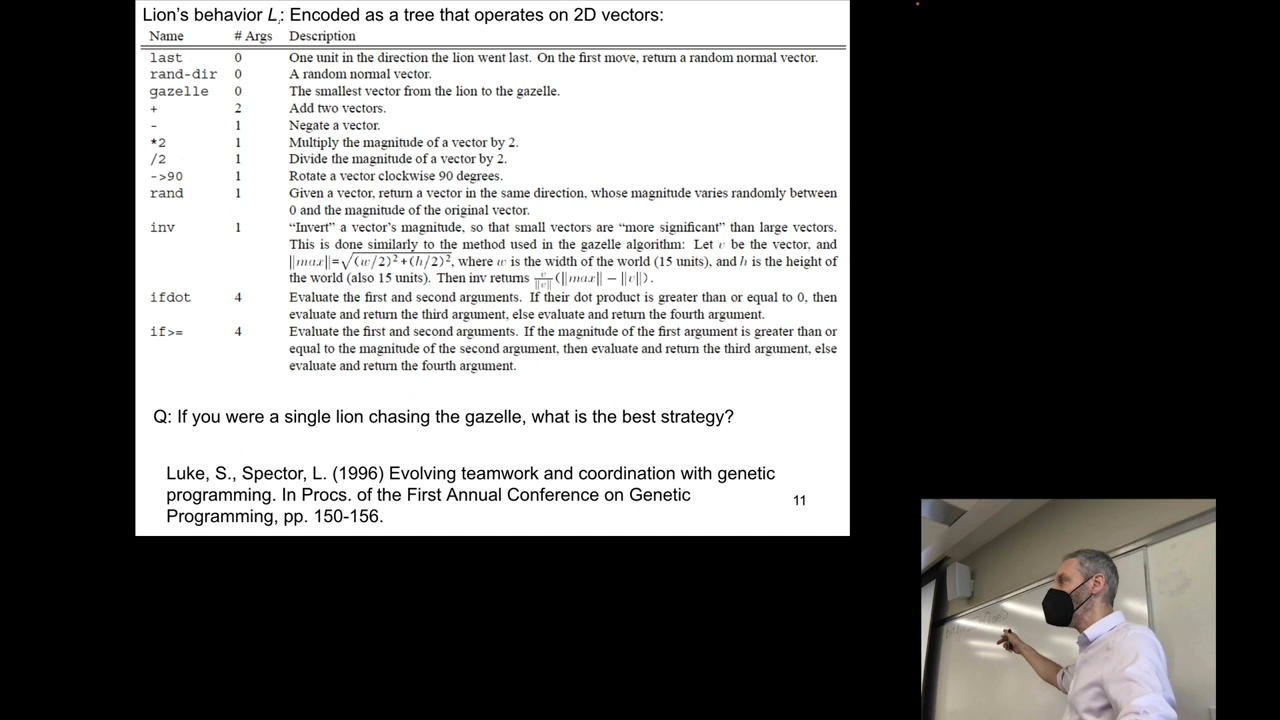 Lion's behavior Li: Encoded as a tree that operates on 2D vectors:
Name # Args Description
last 0 One unit in the direction the lion went last. On the first move, return a random normal vector.
rand-dir 0 A random normal vector.
gazelle 0 The smallest vector from the lion to the gazelle.
+ 2 Add two vectors.
- 1 Negate a vector.
*2 1 Multiply the magnitude of a vector by 2.
/2 1 Divide the magnitude of a vector by 2.
->90 1 Rotate a vector clockwise 90 degrees.
rand 1 Given a vector, return a vector in the same direction, whose magnitude varies randomly between
0 and the magnitude of the original vector.
inv 1 "Invert" a vector's magnitude, so that small vectors are "more significant" than large vectors.
This is done similarly to the method used in the gazelle algorithm: Let v be the vector, and
||max||=√(w/2)²+(h/2)², where w is the width of the world (15 units), and h is the height of
the world (also 15 units). Then inv returns v/||v||(||max|| − ||v||).
ifdot 4 Evaluate the first and second arguments. If their dot product is greater than or equal to 0, then
evaluate and return the third argument, else evaluate and return the fourth argument.
if>= 4 Evaluate the first and second arguments. If the magnitude of the first argument is greater than or
equal to the magnitude of the second argument, then evaluate and return the third argument, else
evaluate and return the fourth argument.
Q: If you were a single lion chasing the gazelle, what is the best strategy?
Luke, S., Spector, L. (1996) Evolving teamwork and coordination with genetic
programming. In Procs. of the First Annual Conference on Genetic
Programming, pp. 150-156.
11